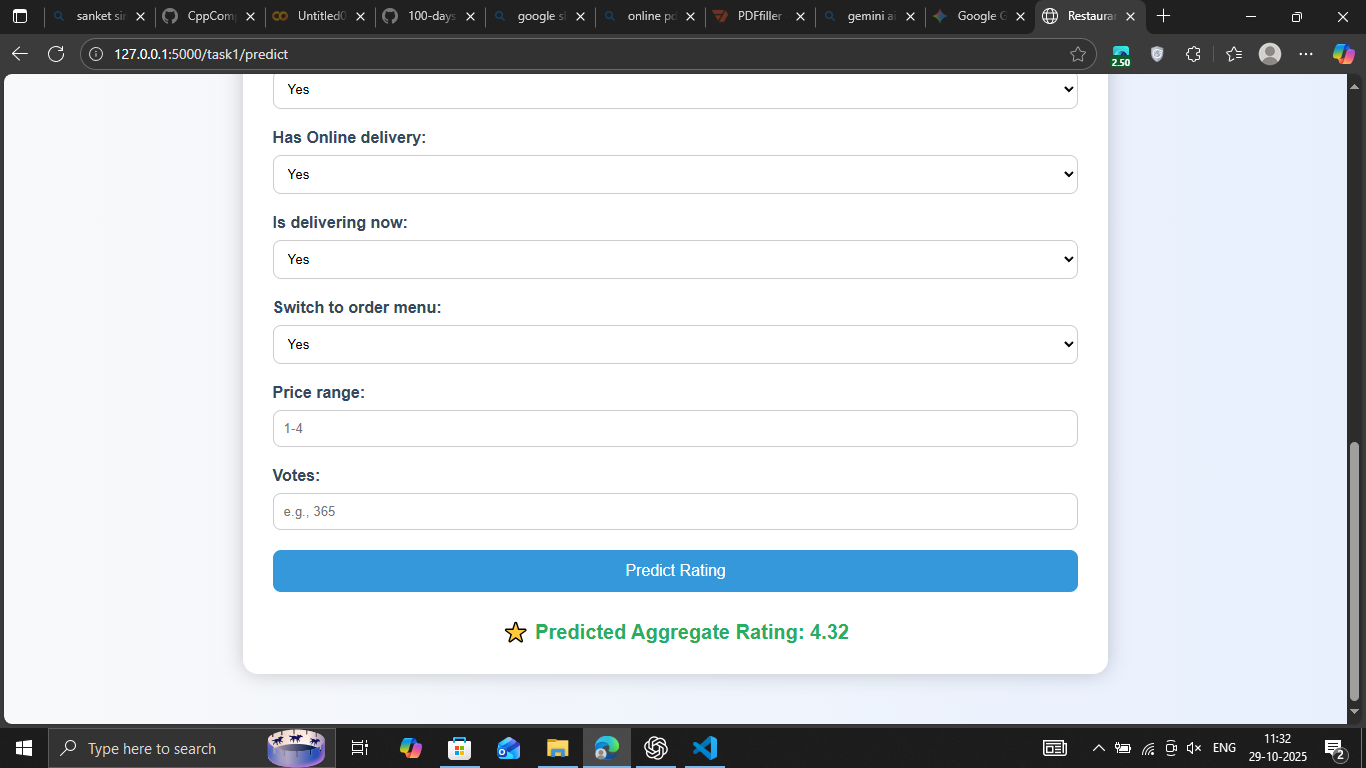 sanket sir
CppComp
Untitled0
100-days
google sl
online pd
PDFfiller
gemini ai
Google G
Restaurar
127.0.0.1:5000/task1/predict
2.50
Yes
Has Online delivery:
Yes
Is delivering now:
Yes
Switch to order menu:
Yes
Price range:
1-4
Votes:
e.g., 365
Predict Rating
Predicted Aggregate Rating: 4.32
Type here to search
ENG
11:32
29-10-2025
2